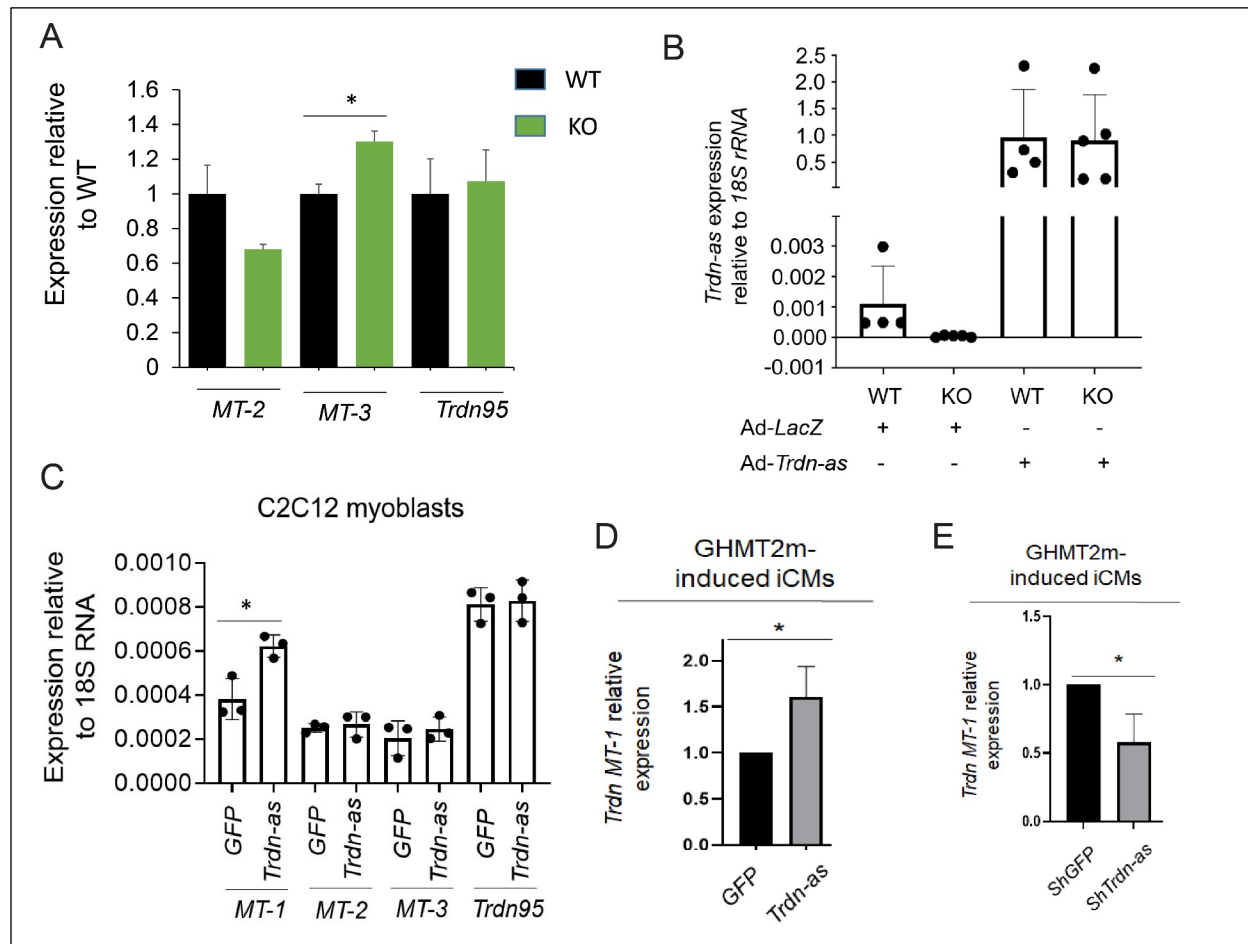 A
Expression relative
to WT
1.6
1.4
1.2
1
0.8
0.6
0.4
0.2
0
*
WT
KO
MT-2
MT-3
Trdn95
B
Trdn-as expression
relative to 18S rRNA
2.5
2.0
1.5
1.0
0.5
0.003
0.002
0.001
0.000
-0.001
WT KO WT KO
Ad-LacZ + + - -
Ad-Trdn-as - - + +
C
C2C12 myoblasts
Expression relative
to 18S RNA
0.0010
0.0008
0.0006
0.0004
0.0002
0.0000
*
GFP
Trdn-as
GFP
Trdn-as
GFP
Trdn-as
GFP
Trdn-as
MT-1
MT-2
MT-3
Trdn95
D
GHMT2m-
induced iCMs
Trdn MT-1 relative
expression
*
2.0
1.5
1.0
0.5
0.0
GFP
Trdn-as
E
GHMT2m-
induced iCMs
Trdn MT-1 relative
expression
1.5
1.0
0.5
0.0
*
ShGFP
ShTrdn-as